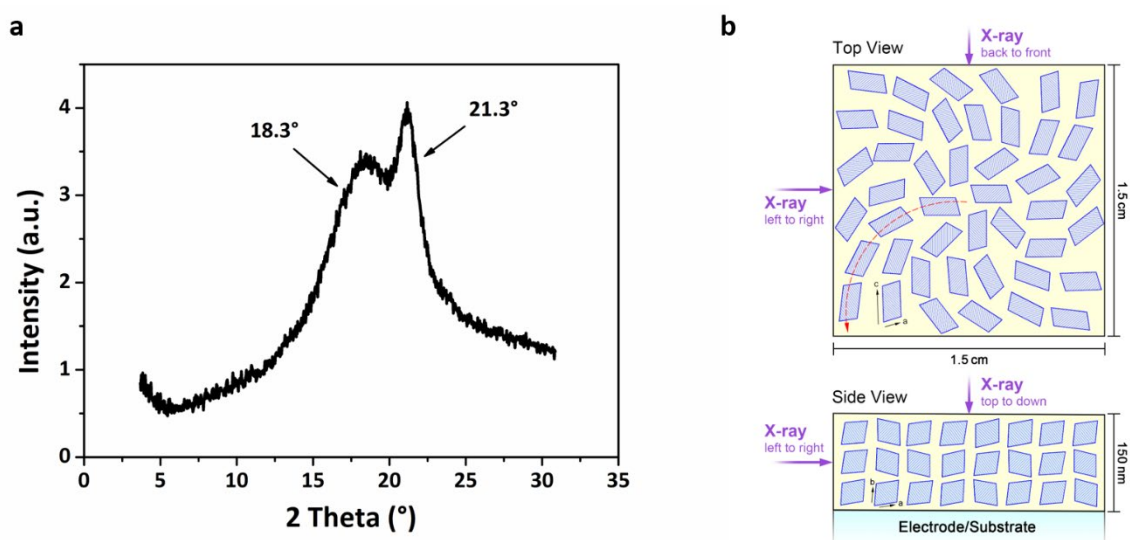 a
Intensity (a.u.)
4
3
2
1
0
18.3°
21.3°
0 5 10 15 20 25 30 35
2 Theta (°)
b
X-ray
back to front
Top View
X-ray
left to right
c
a
1.5 cm
1.5 cm
X-ray
top to down
Side View
X-ray
left to right
b
a
150 nm
Electrode/Substrate